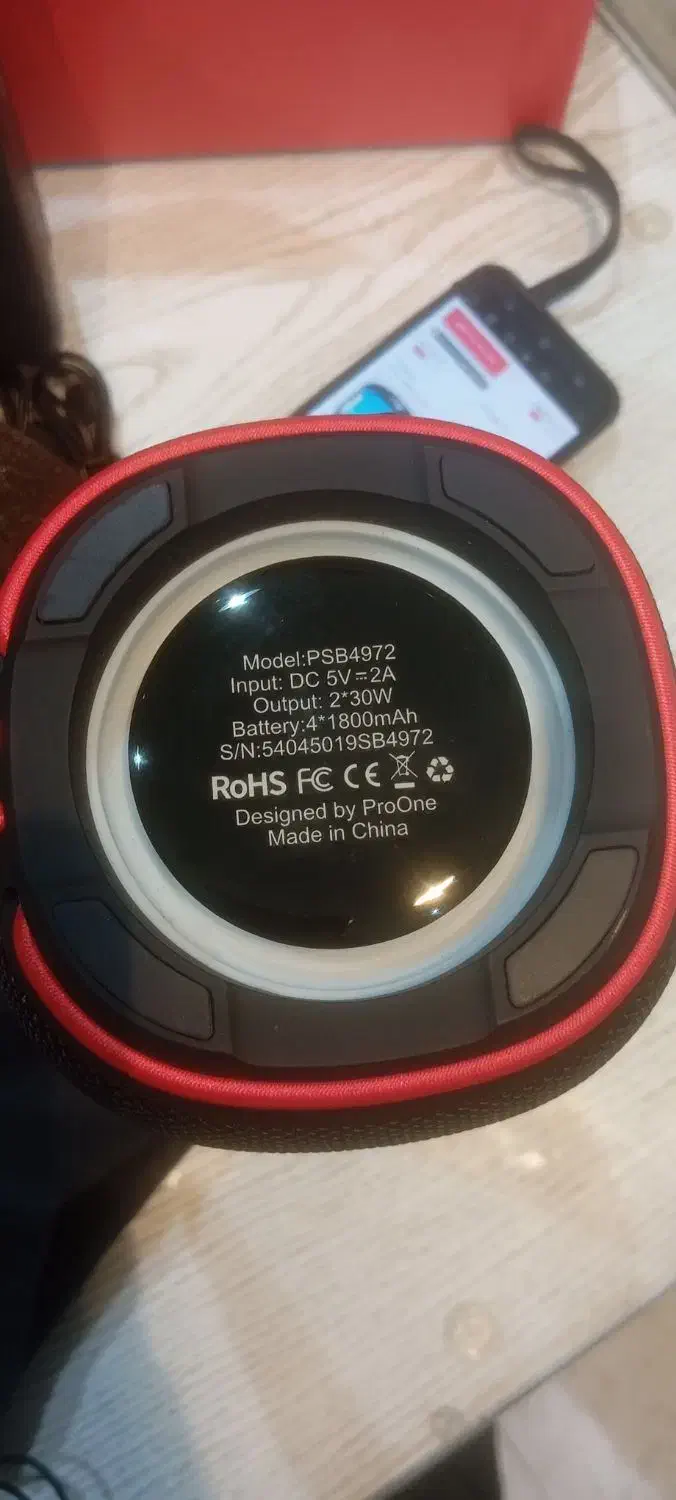 Model:PSB4972
Input: DC 5V⎓2A
Output: 2*30W
Battery:4*1800mAh
S/N:54045019SB4972
RoHS FC CE
Designed by ProOne
Made in China